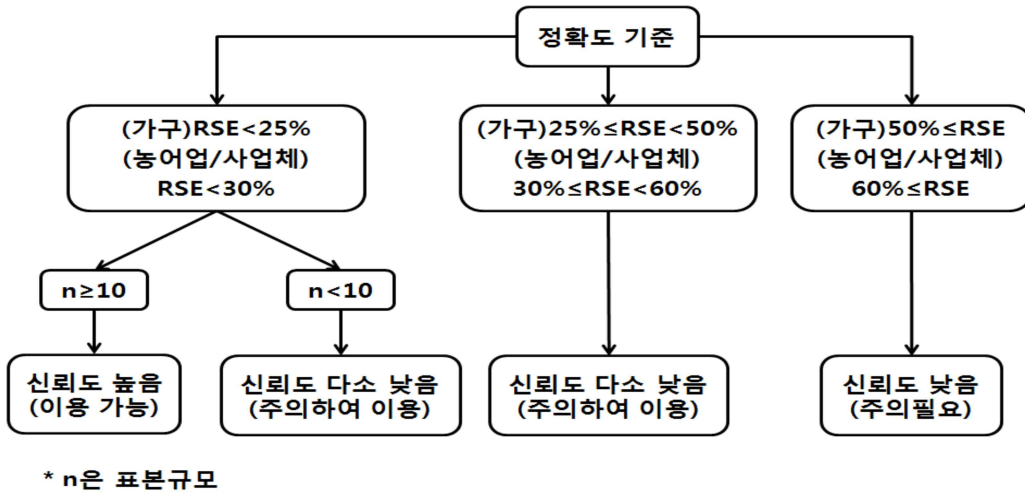 정확도 기준
(가구)RSE<25%
(농어업/사업체)
RSE<30%
(가구)25%≤RSE<50%
(농어업/사업체)
30%≤RSE<60%
(가구)50%≤RSE
(농어업/사업체)
60%≤RSE
n≥10
n<10
신뢰도 높음
(이용 가능)
신뢰도 다소 낮음
(주의하여 이용)
신뢰도 다소 낮음
(주의하여 이용)
신뢰도 낮음
(주의필요)
* n은 표본규모